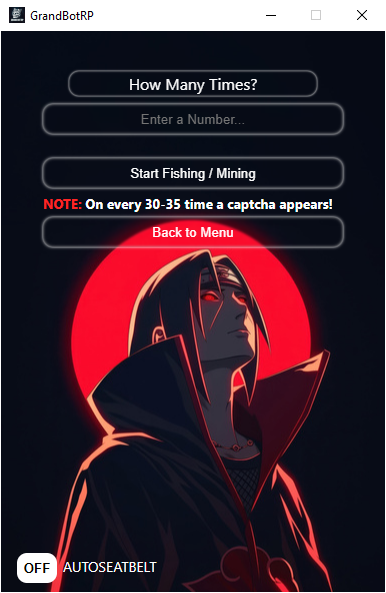 GrandBotRP
How Many Times?
Enter a Number...
Start Fishing / Mining
NOTE: On every 30-35 time a captcha appears!
Back to Menu
OFF AUTOSEATBELT